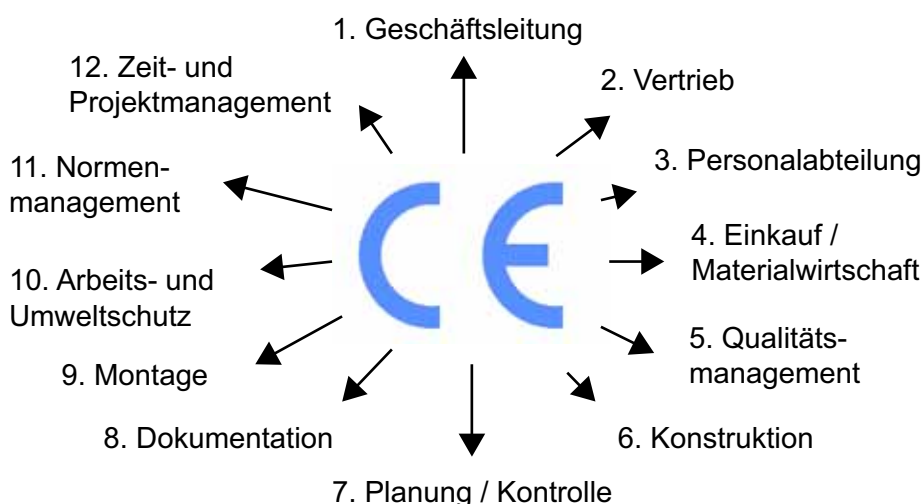 1. Geschäftsleitung
2. Vertrieb
3. Personalabteilung
4. Einkauf /
Materialwirtschaft
5. Qualitäts-
management
6. Konstruktion
7. Planung / Kontrolle
8. Dokumentation
9. Montage
10. Arbeits- und
Umweltschutz
11. Normen-
management
12. Zeit- und
Projektmanagement
CE